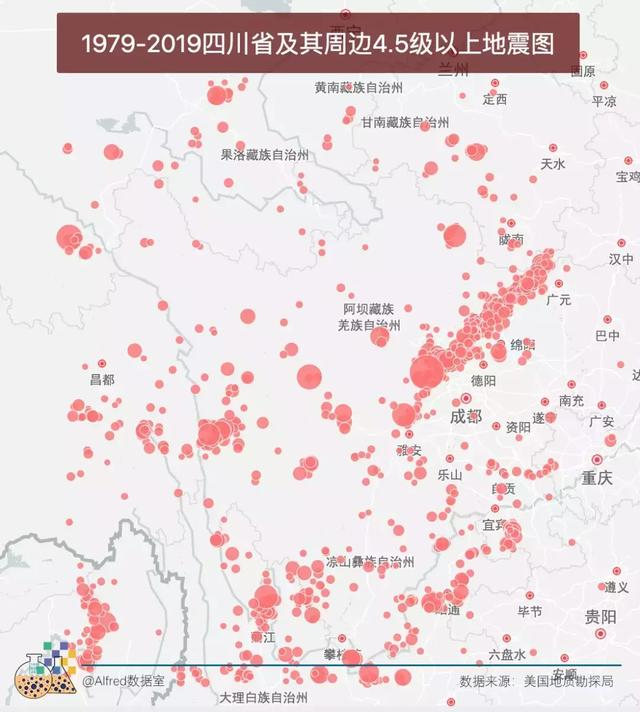 1979-2019四川省及其周边4.5级以上地震图
兰州
固原
黄南藏族自治州
定西
平凉
甘南藏族自治州
果洛藏族自治州
天水
宝鸡
陇南
汉中
广元
阿坝藏族
羌族自治州
巴中
绵
昌都
德阳
南充
成都
遂
广安
资阳
雅安
乐山
重庆
自贡
宜宾
凉山彝族自治州
遵义
毕节
昭通
贵阳
丽江
攀枝
六盘水
安顺
@Alfred数据室
数据来源：美国地质勘探局
大理白族自治州